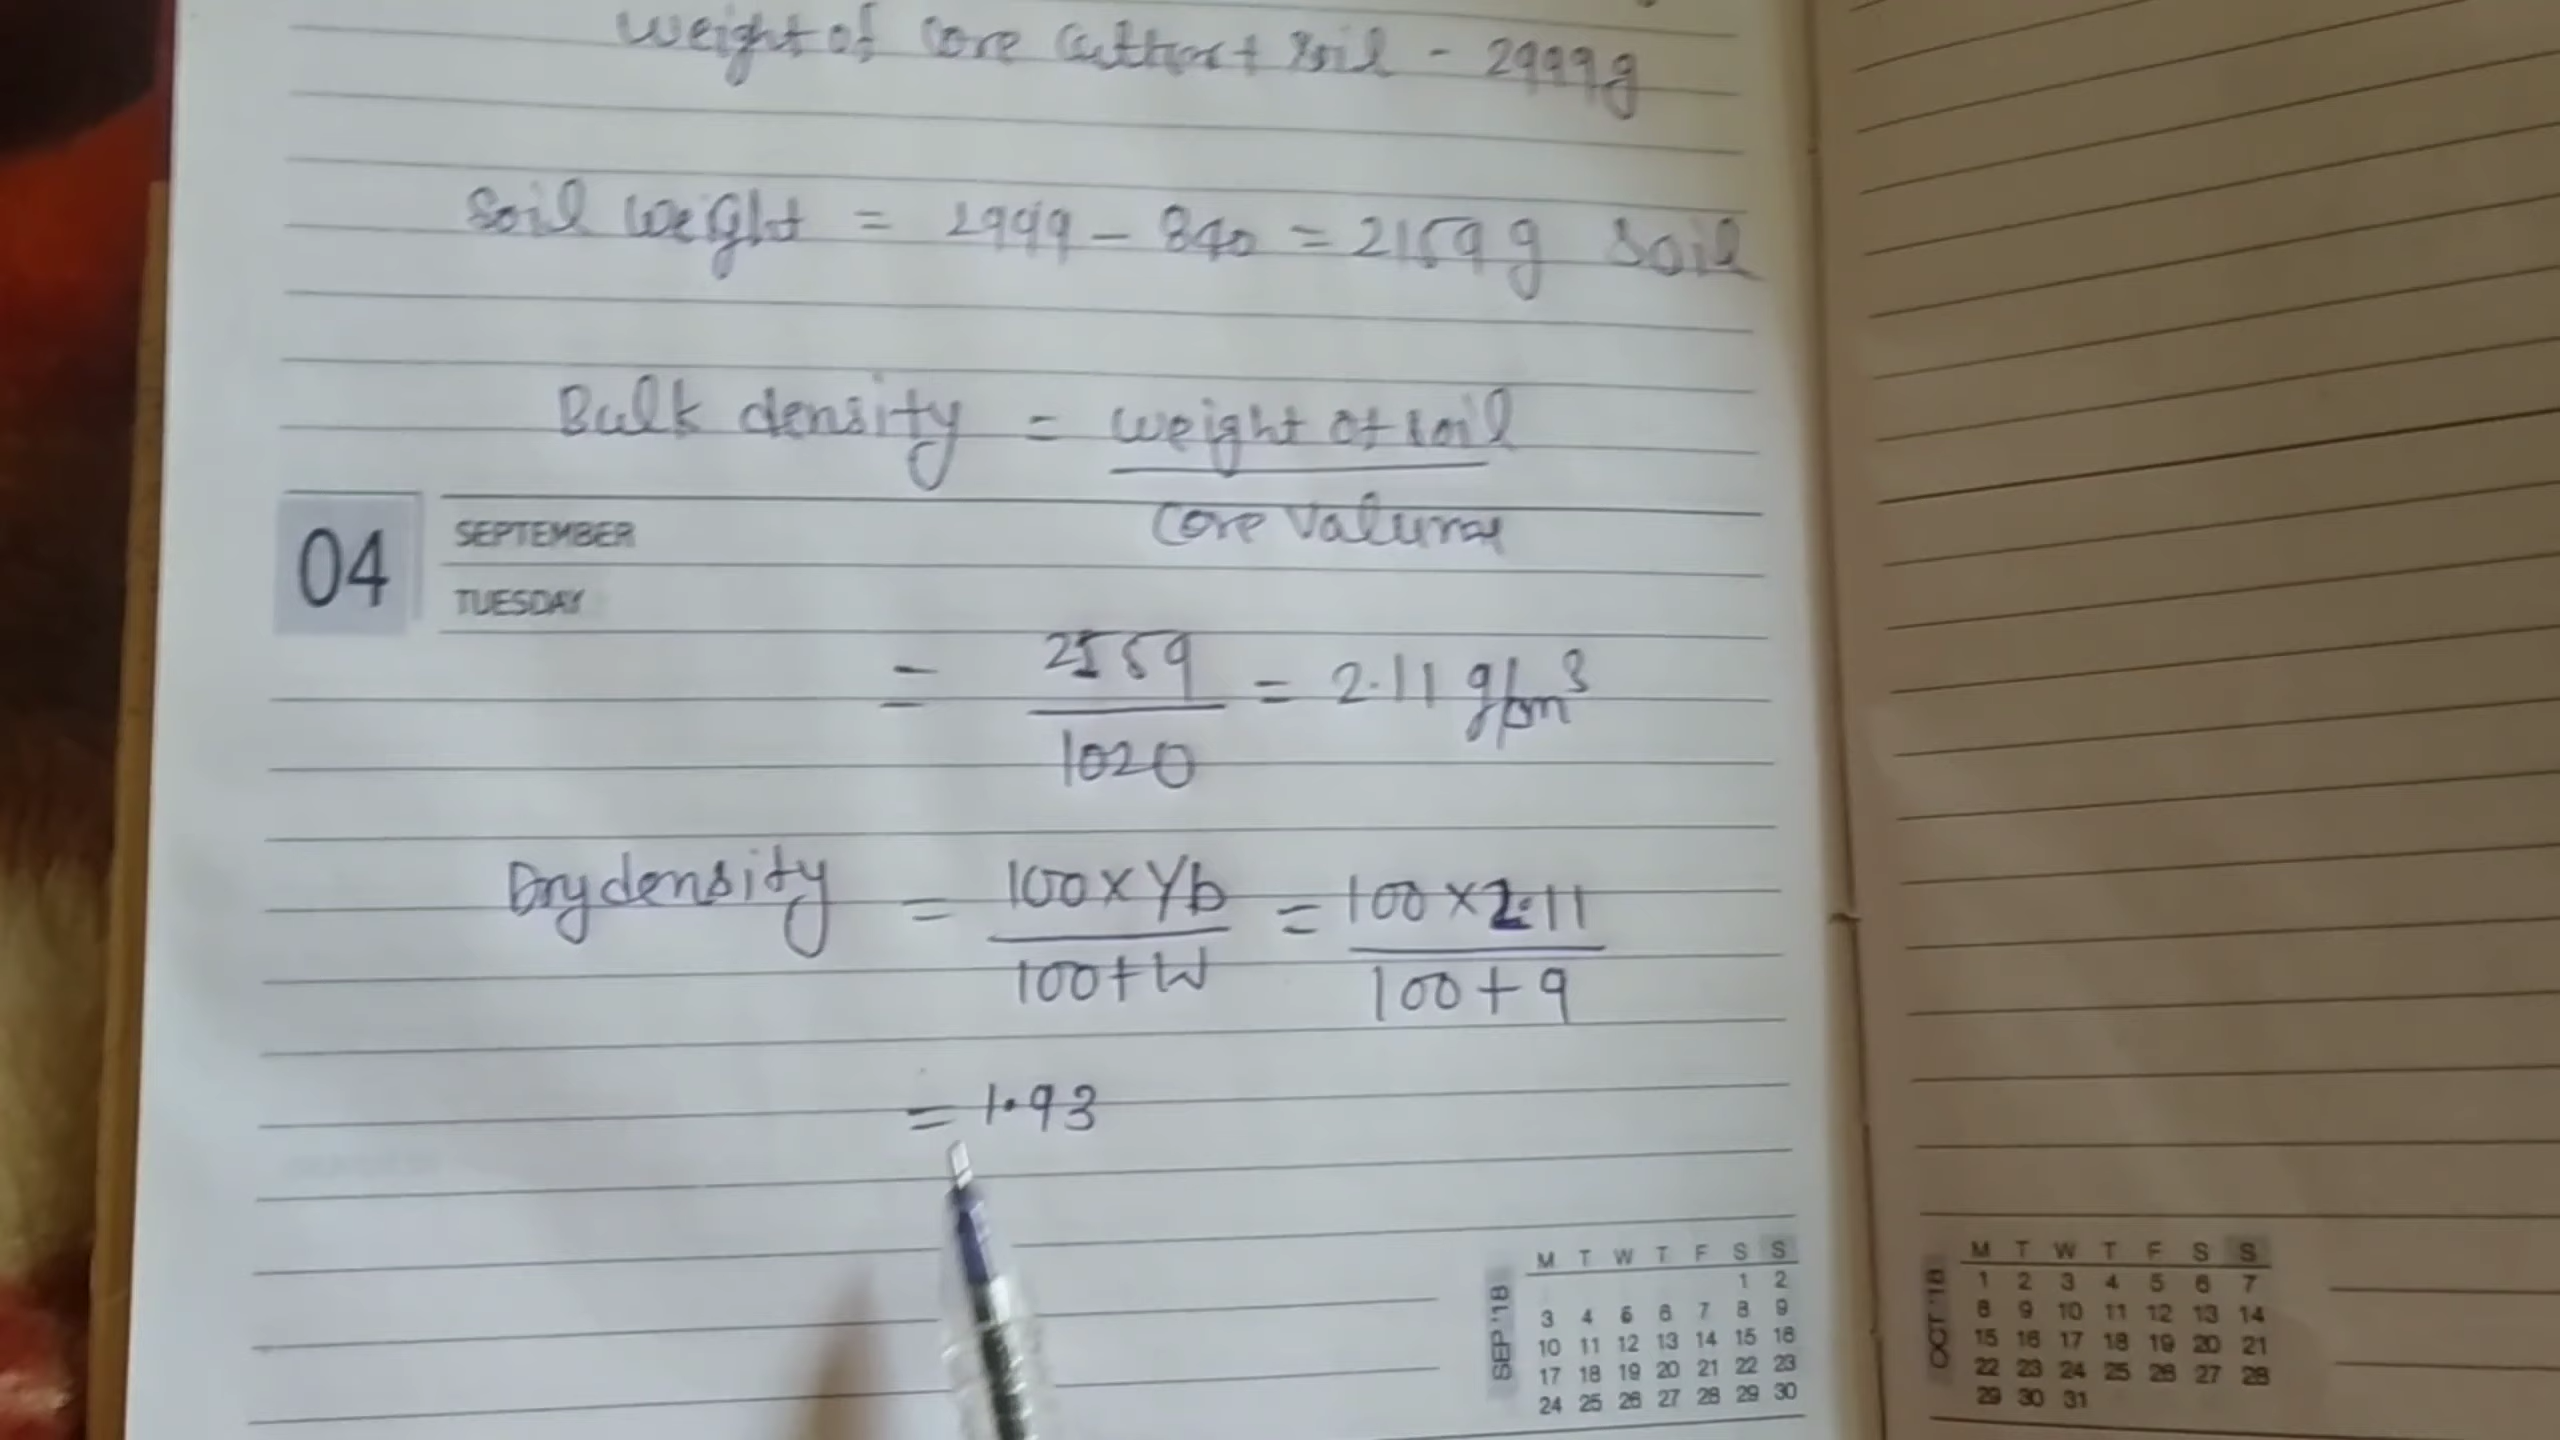 Weight of Core Cutter + Soil - 2999g
Soil weight = 2999 - 840 = 2159 g Soil
Bulk density = weight of soil
Core Valume
04 SEPTEMBER
TUESDAY
= 2159 / 1020 = 2.11 g/cm³
Dry density = 100 x γb / 100 + W = 100 x 2.11 / 100 + 9
= 1.93
SEP '18
M T W T F S S
1 2
3 4 5 6 7 8 9
10 11 12 13 14 15 16
17 18 19 20 21 22 23
24 25 26 27 28 29 30
OCT '18
M T W T F S S
1 2 3 4 5 6 7
8 9 10 11 12 13 14
15 16 17 18 19 20 21
22 23 24 25 26 27 28
29 30 31